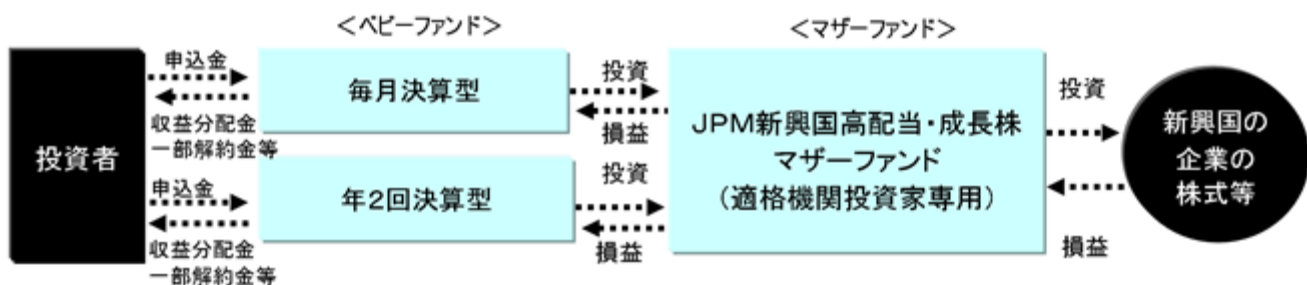 <ベビーファンド>
<マザーファンド>
投資者
申込金
収益分配金
一部解約金等
申込金
収益分配金
一部解約金等
毎月決算型
年2回決算型
投資
損益
投資
損益
JPM新興国高配当・成長株
マザーファンド
(適格機関投資家専用)
投資
損益
新興国の
企業の
株式等